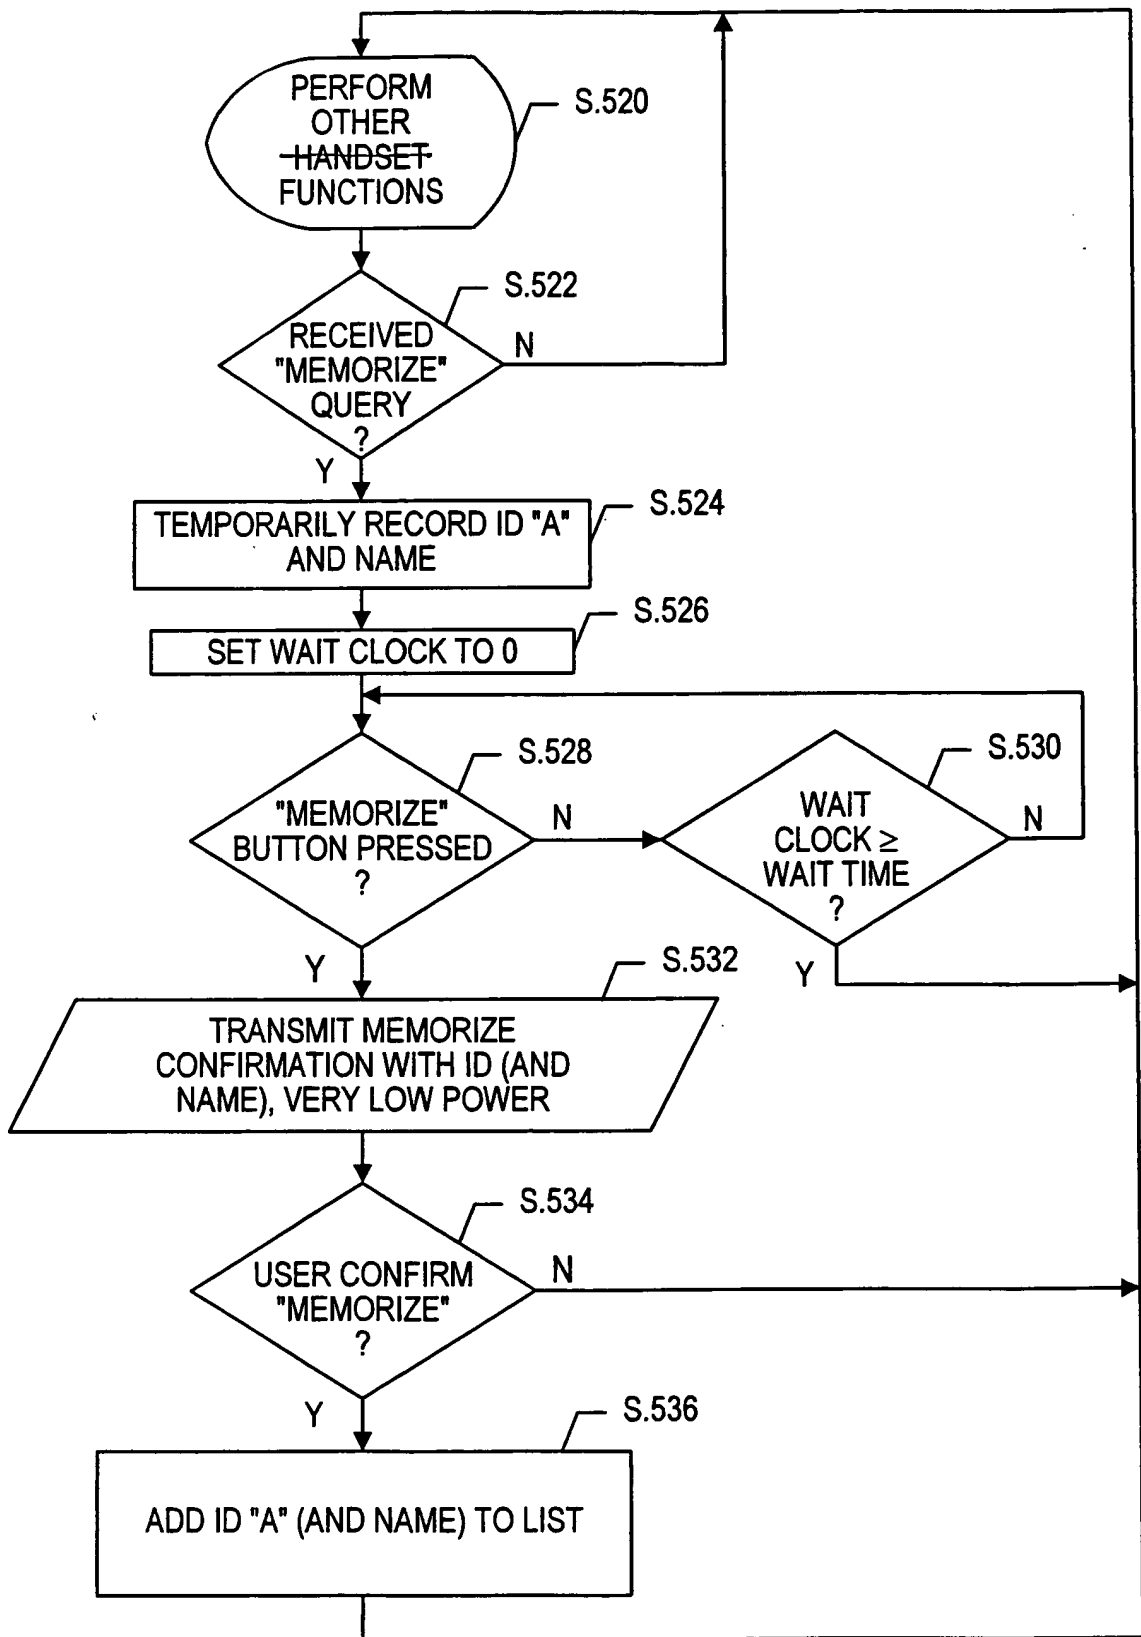 PERFORM
OTHER
HANDSET
FUNCTIONS
S.520
S.522
RECEIVED
"MEMORIZE"
QUERY
?
N
Y
TEMPORARILY RECORD ID "A"
AND NAME
S.524
S.526
SET WAIT CLOCK TO 0
S.528
"MEMORIZE"
BUTTON PRESSED
?
N
Y
S.530
WAIT
CLOCK ≥
WAIT TIME
?
N
Y
S.532
TRANSMIT MEMORIZE
CONFIRMATION WITH ID (AND
NAME), VERY LOW POWER
S.534
USER CONFIRM
"MEMORIZE"
?
N
Y
S.536
ADD ID "A" (AND NAME) TO LIST